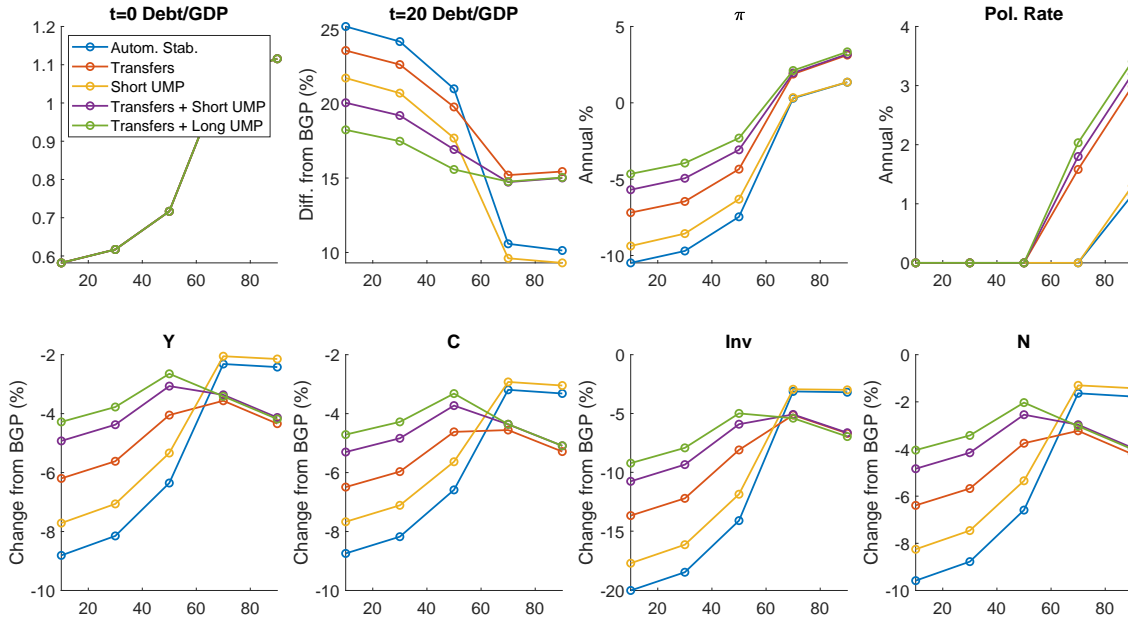 t=0 Debt/GDP
1.2
1.1
1
0.9
0.8
0.7
0.6
20 40 60 80
Autom. Stab.
Transfers
Short UMP
Transfers + Short UMP
Transfers + Long UMP
t=20 Debt/GDP
Diff. from BGP (%)
25
20
15
10
20 40 60 80
π
Annual %
5
0
-5
-10
20 40 60 80
Pol. Rate
Annual %
4
3
2
1
0
20 40 60 80
Y
Change from BGP (%)
-2
-4
-6
-8
-10
20 40 60 80
C
Change from BGP (%)
-2
-4
-6
-8
-10
20 40 60 80
Inv
Change from BGP (%)
0
-5
-10
-15
-20
20 40 60 80
N
Change from BGP (%)
0
-2
-4
-6
-8
-10
20 40 60 80